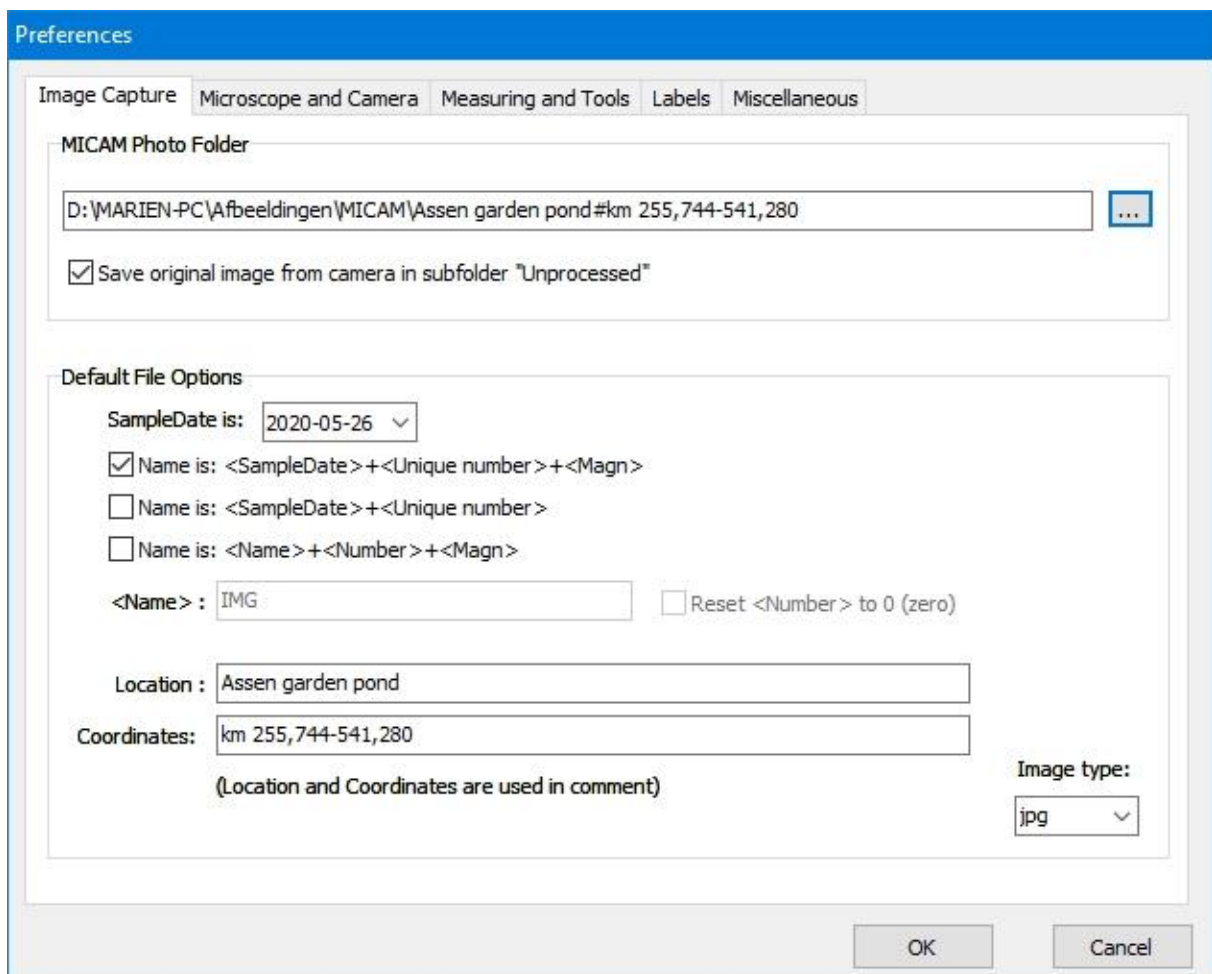 Preferences
Image Capture Microscope and Camera Measuring and Tools Labels Miscellaneous
MICAM Photo Folder
D:\MARIEN-PC\Afbeeldingen\MICAM\Assen garden pond#km 255,744-541,280 ...
Save original image from camera in subfolder "Unprocessed"
Default File Options
SampleDate is: 2020-05-26
Name is: <SampleDate>+<Unique number>+<Magn>
Name is: <SampleDate>+<Unique number>
Name is: <Name>+<Number>+<Magn>
<Name> : IMG Reset <Number> to 0 (zero)
Location : Assen garden pond
Coordinates: km 255,744-541,280
(Location and Coordinates are used in comment)
Image type:
jpg
OK Cancel